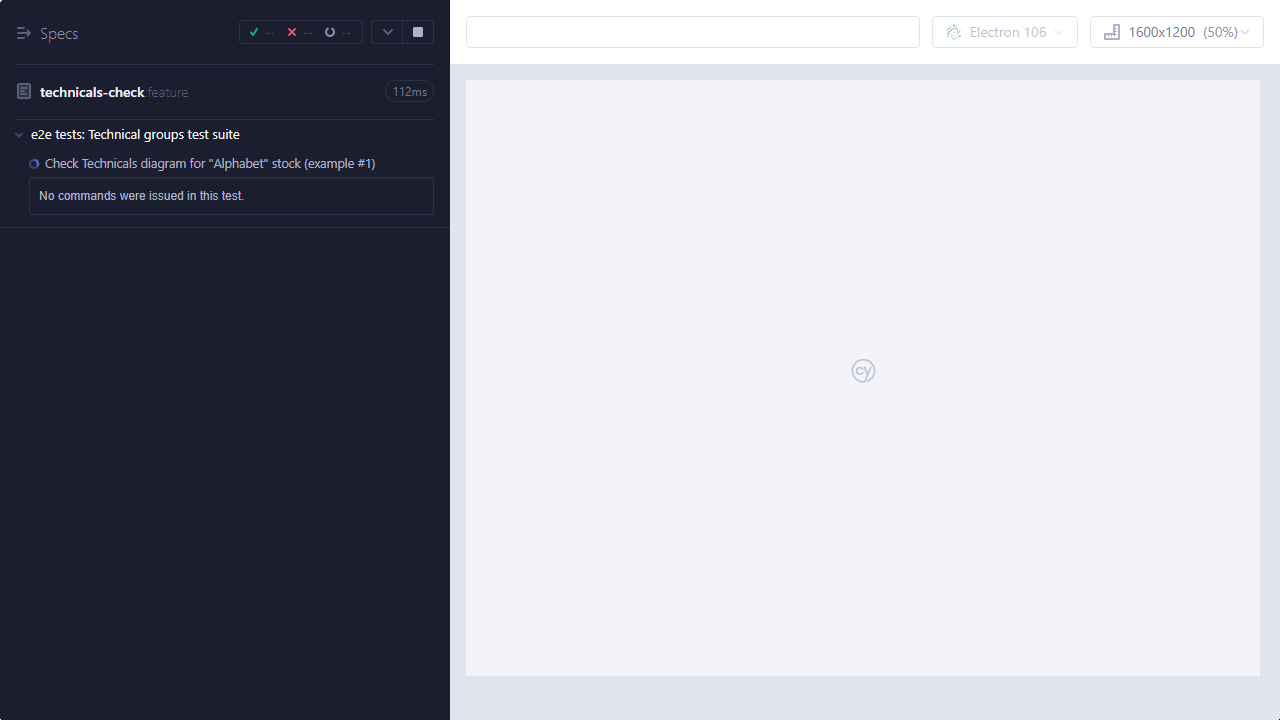 Specs -- -- --
technicals-check.feature 112ms
e2e tests: Technical groups test suite
Check Technicals diagram for "Alphabet" stock (example #1)
No commands were issued in this test.
Electron 106 1600x1200 (50%)
cy